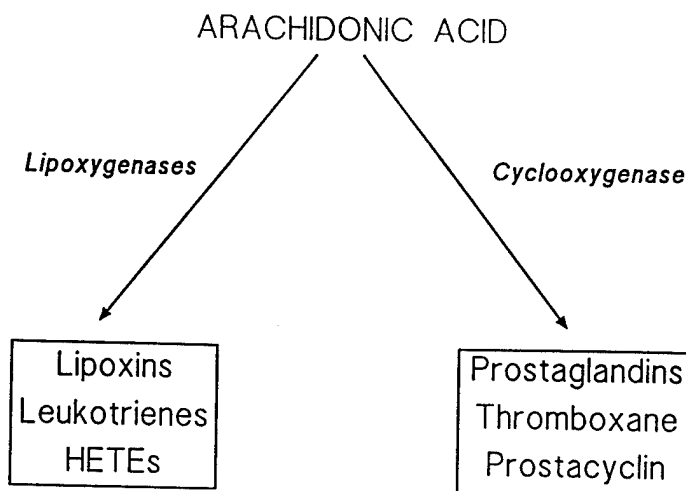 ARACHIDONIC ACID
Lipoxygenases
Cyclooxygenase
Lipoxins
Leukotrienes
HETEs
Prostaglandins
Thromboxane
Prostacyclin